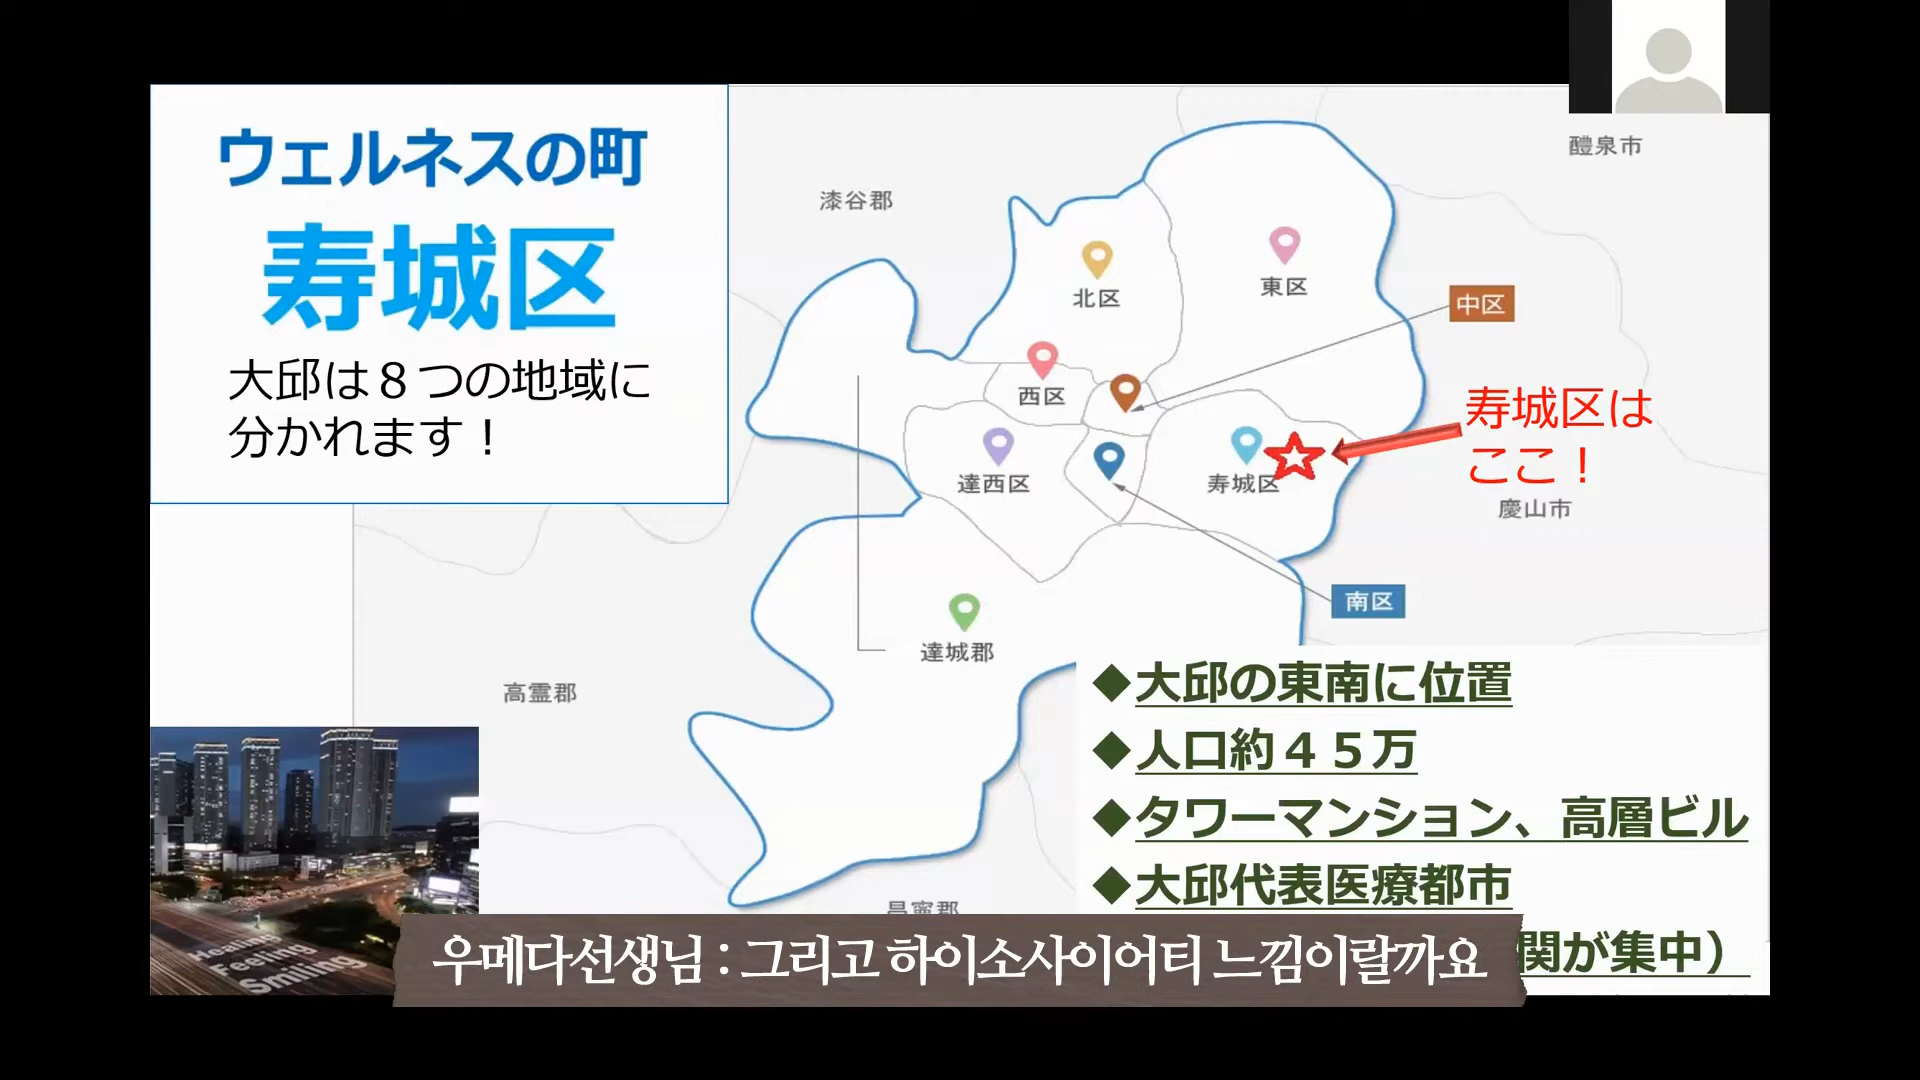 ウェルネスの町
寿城区
大邱は８つの地域に
分かれます！
醴泉市
漆谷郡
北区
東区
中区
西区
寿城区は
ここ！
達西区
寿城区
慶山市
南区
達城郡
高霊郡
昌寧郡
◆大邱の東南に位置
◆人口約４５万
◆タワーマンション、高層ビル
◆大邱代表医療都市
関が集中）
Healing
Feeling
Smiling
우메다선생님 : 그리고 하이소사이어티 느낌이랄까요